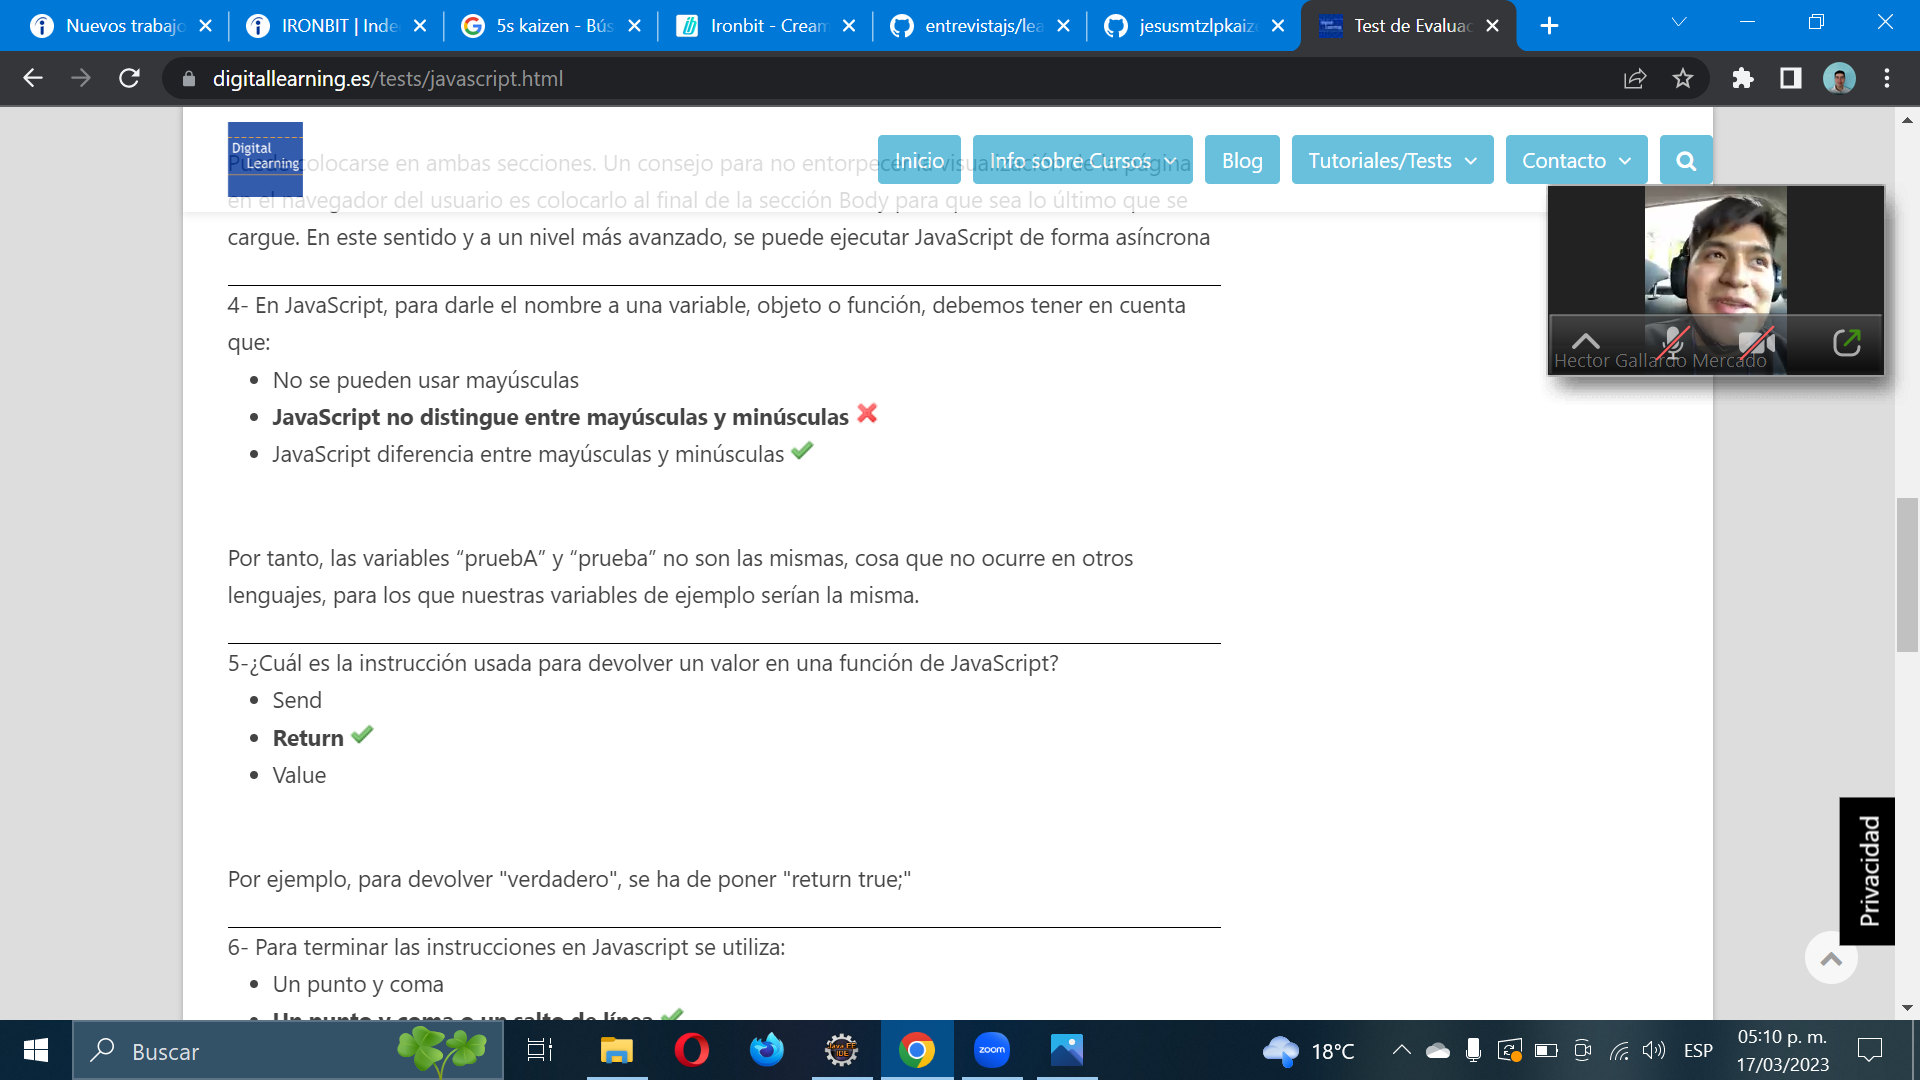 Nuevos trabajo
IRONBIT | Inde
5s kaizen - Bús
Ironbit - Cream
entrevistajs/lea
jesusmtzlpkaize
Test de Evaluac
digitallearning.es/tests/javascript.html
Digital
Learning
Inicio
Info sobre Cursos
Blog
Tutoriales/Tests
Contacto
Puede colocarse en ambas secciones. Un consejo para no entorpecer la visualización de la página
en el navegador del usuario es colocarlo al final de la sección Body para que sea lo último que se
cargue. En este sentido y a un nivel más avanzado, se puede ejecutar JavaScript de forma asíncrona
Hector Gallardo Mercado
4- En JavaScript, para darle el nombre a una variable, objeto o función, debemos tener en cuenta
que:
No se pueden usar mayúsculas
JavaScript no distingue entre mayúsculas y minúsculas
JavaScript diferencia entre mayúsculas y minúsculas
Por tanto, las variables “pruebA” y “prueba” no son las mismas, cosa que no ocurre en otros
lenguajes, para los que nuestras variables de ejemplo serían la misma.
5-¿Cuál es la instrucción usada para devolver un valor en una función de JavaScript?
Send
Return
Value
Por ejemplo, para devolver "verdadero", se ha de poner "return true;"
Privacidad
6- Para terminar las instrucciones en Javascript se utiliza:
Un punto y coma
Un punto y coma o un salto de línea
Buscar
Java EE
IDE
zoom
18°C
ESP
05:10 p. m.
17/03/2023